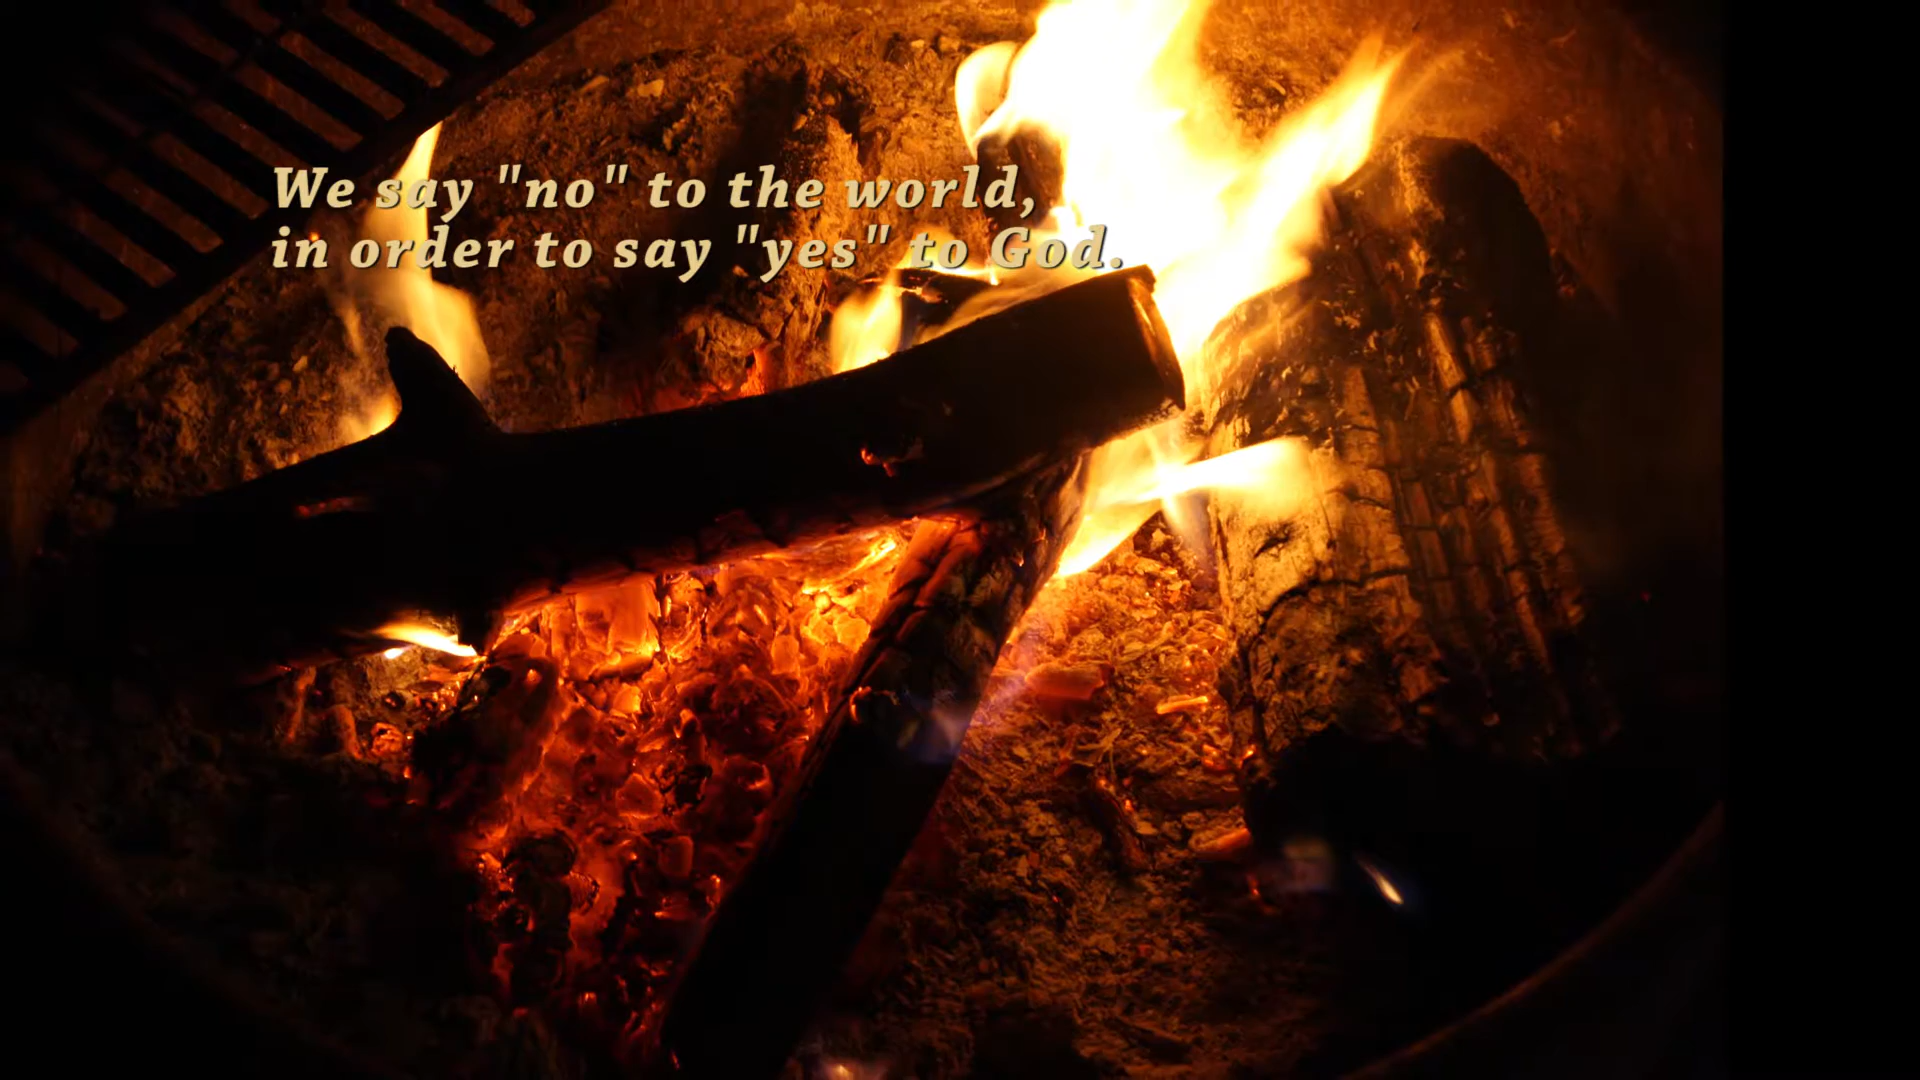 We say "no" to the world,
in order to say "yes" to God.